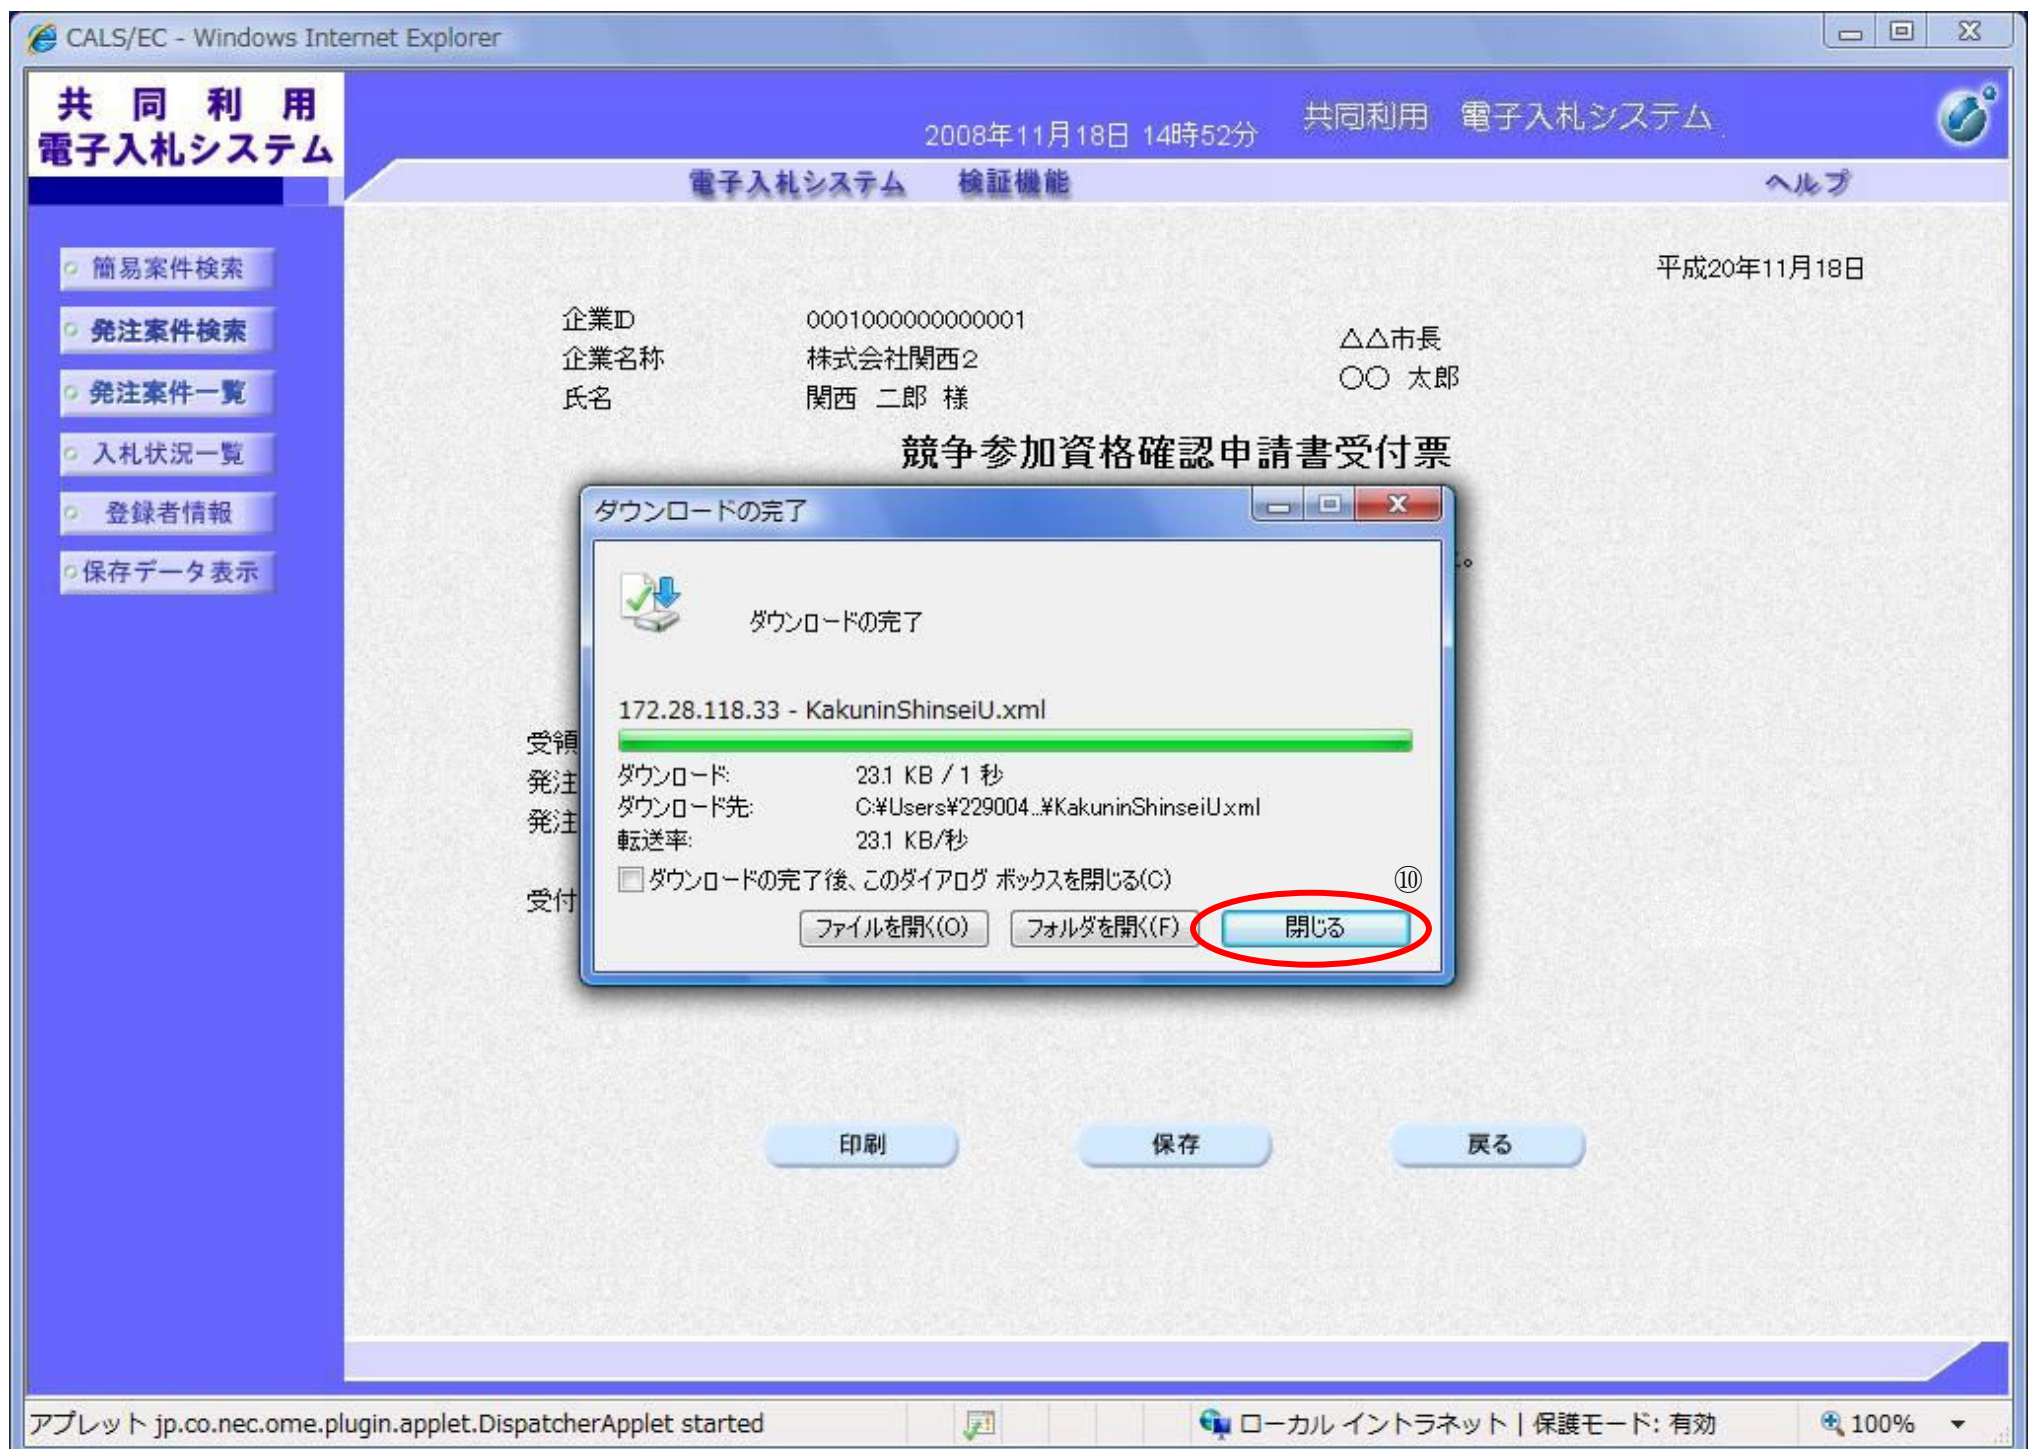 CALS/EC - Windows Internet Explorer
共 同 利 用
電子入札システム
2008年11月18日 14時52分
共同利用 電子入札システム
電子入札システム 検証機能 ヘルプ
簡易案件検索
発注案件検索
発注案件一覧
入札状況一覧
登録者情報
保存データ表示
平成20年11月18日
企業ID 0001000000000001
企業名称 株式会社関西2
氏名 関西 二郎 様
△△市長
○○ 太郎
競争参加資格確認申請書受付票
ダウンロードの完了
。
ダウンロードの完了
172.28.118.33 - KakuninShinseiU.xml
受領
発注
発注
受付
ダウンロード: 23.1 KB / 1 秒
ダウンロード先: C:¥Users¥229004...¥KakuninShinseiU.xml
転送率: 23.1 KB/秒
ダウンロードの完了後、このダイアログ ボックスを閉じる(C)
⑩
ファイルを開く(O) フォルダを開く(F) 閉じる
印刷 保存 戻る
アプレット jp.co.nec.ome.plugin.applet.DispatcherApplet started
ローカル イントラネット | 保護モード: 有効
100%